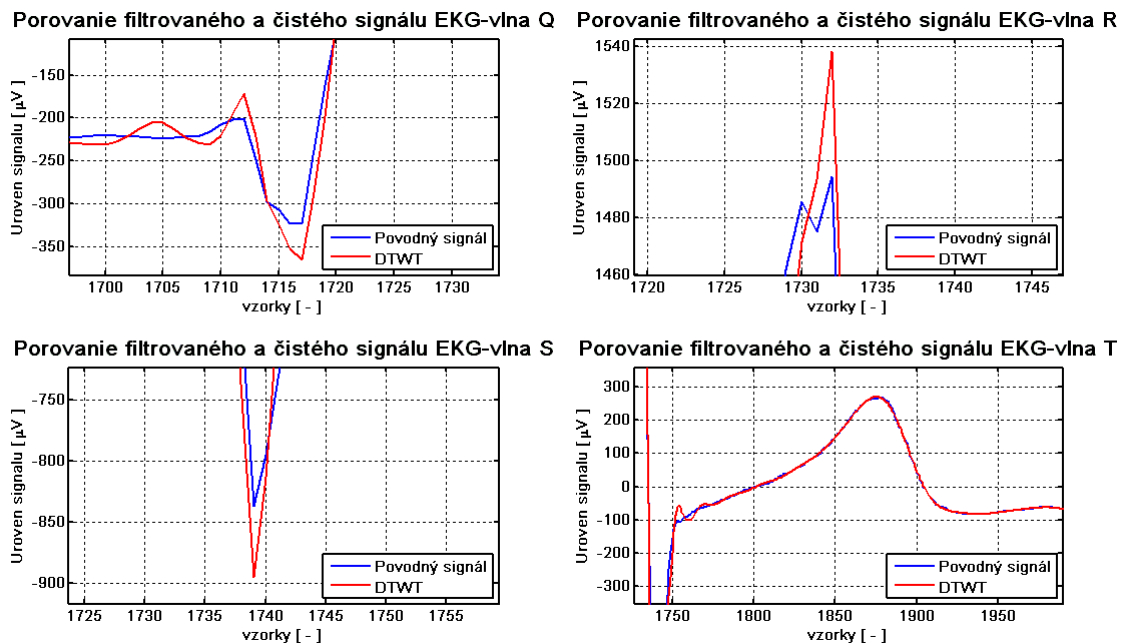 Porovanie filtrovaného a čistého signálu EKG-vlna Q
Uroven signalu [ µV ]
-150
-200
-250
-300
-350
1700 1705 1710 1715 1720 1725 1730
vzorky [ - ]
Povodný signál
DTWT
Porovanie filtrovaného a čistého signálu EKG-vlna R
Uroven signalu [ µV ]
1540
1520
1500
1480
1460
1720 1725 1730 1735 1740 1745
vzorky [ - ]
Povodný signál
DTWT
Porovanie filtrovaného a čistého signálu EKG-vlna S
Uroven signalu [ µV ]
-750
-800
-850
-900
1725 1730 1735 1740 1745 1750 1755
vzorky [ - ]
Povodný signál
DTWT
Porovanie filtrovaného a čistého signálu EKG-vlna T
Uroven signalu [ µV ]
300
200
100
0
-100
-200
-300
1750 1800 1850 1900 1950
vzorky [ - ]
Povodný signál
DTWT